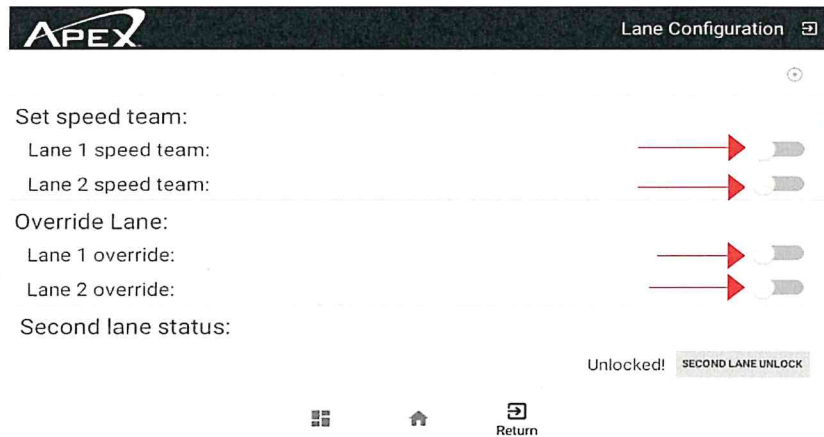 APEX
Lane Configuration
Set speed team:
Lane 1 speed team:
Lane 2 speed team:
Override Lane:
Lane 1 override:
Lane 2 override:
Second lane status:
Unlocked! SECOND LANE UNLOCK
Return